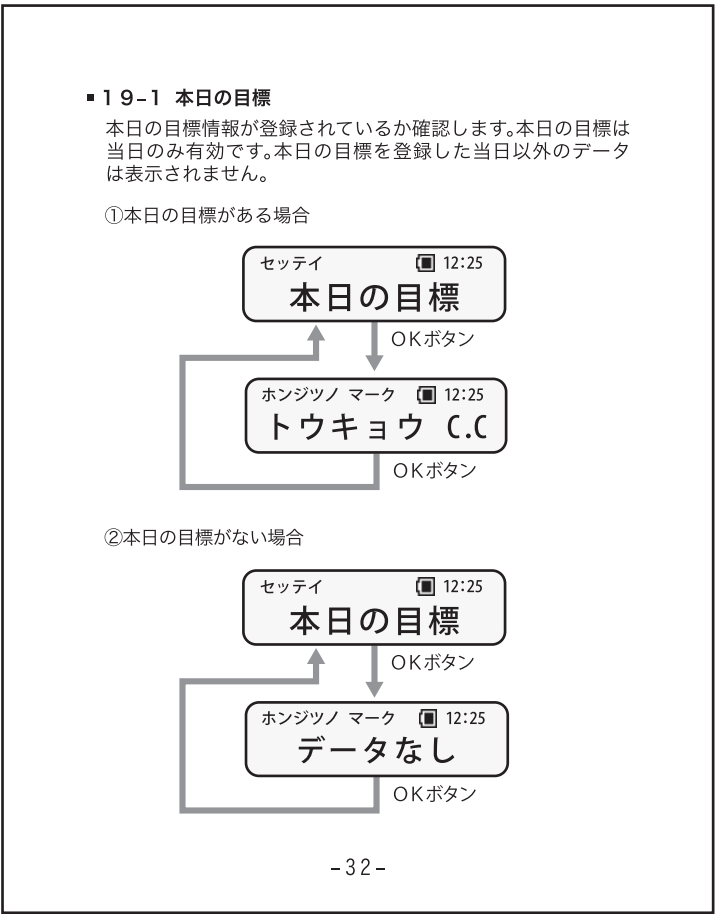 ■19-1 本日の目標
本日の目標情報が登録されているか確認します。本日の目標は
当日のみ有効です。本日の目標を登録した当日以外のデータ
は表示されません。
①本日の目標がある場合
セッテイ 12:25
本日の目標
OKボタン
ホンジツノ マーク 12:25
トウキョウ C.C
OKボタン
②本日の目標がない場合
セッテイ 12:25
本日の目標
OKボタン
ホンジツノ マーク 12:25
データなし
OKボタン
-32-